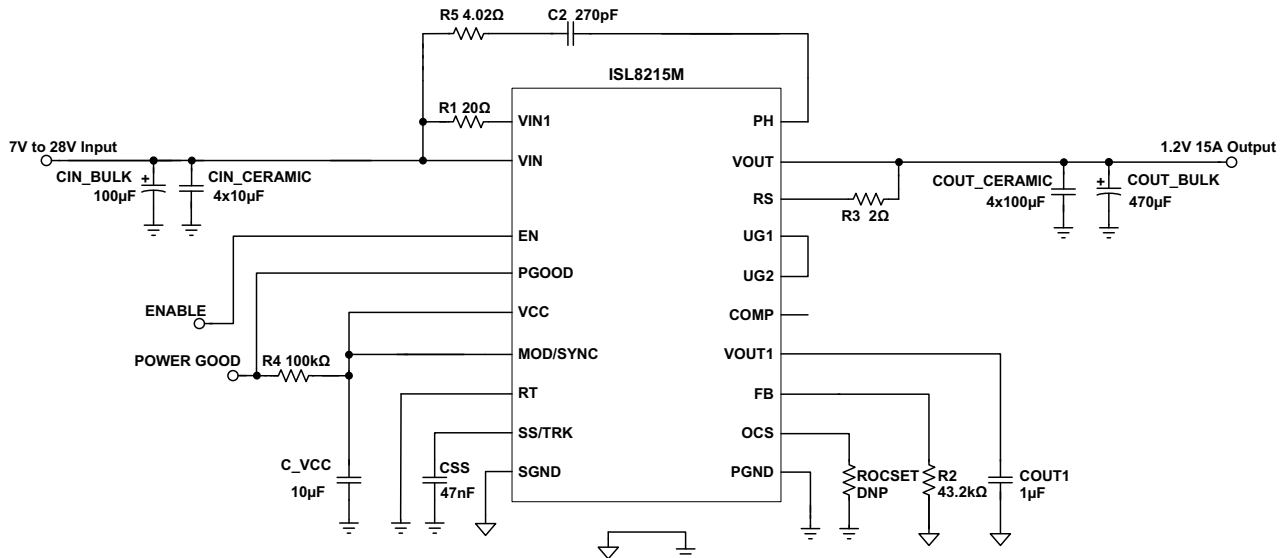 R5 4.02Ω
C2 270pF
ISL8215M
R1 20Ω
VIN1
PH
7V to 28V Input
VIN
VOUT
1.2V 15A Output
CIN_BULK
+
100µF
CIN_CERAMIC
4x10µF
RS
R3 2Ω
COUT_CERAMIC
4x100µF
+
COUT_BULK
470µF
EN
UG1
PGOOD
UG2
ENABLE
VCC
COMP
POWER GOOD
R4 100kΩ
MOD/SYNC
VOUT1
RT
FB
SS/TRK
OCS
C_VCC
10µF
CSS
47nF
SGND
PGND
ROCSET
DNP
R2
43.2kΩ
COUT1
1µF